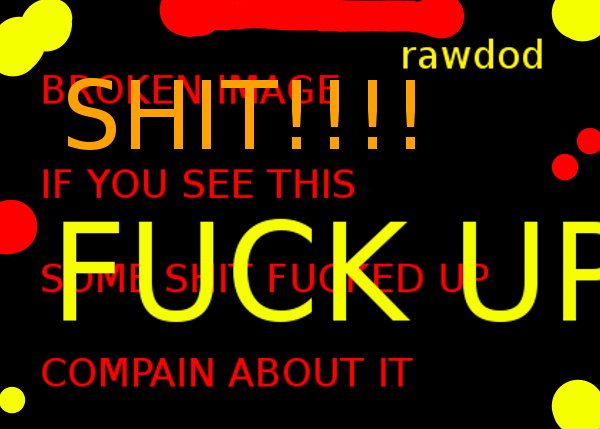 rawdod
BROKEN IMAGE
SHIT!!!!
IF YOU SEE THIS
FUCK UP
SOME SHIT FUCKED UP
COMPAIN ABOUT IT